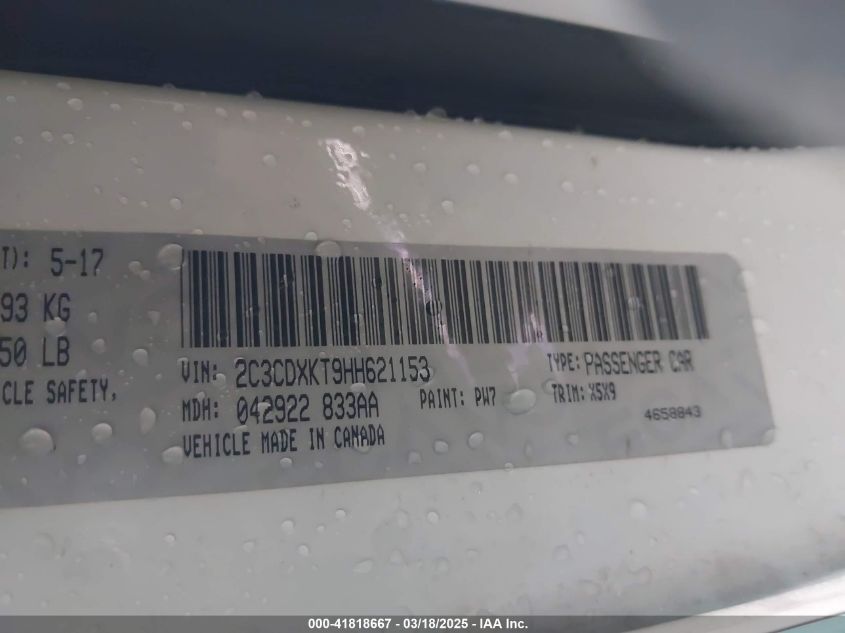 T): 5-17
93 KG
50 LB
CLE SAFETY,
VIN: 2C3CDXKT9HH621153
TYPE: PASSENGER CAR
MDH: 042922 833AA
PAINT: PW7
TRIM: X5X9
VEHICLE MADE IN CANADA
4658843
000-41818667 - 03/18/2025 - IAA Inc.